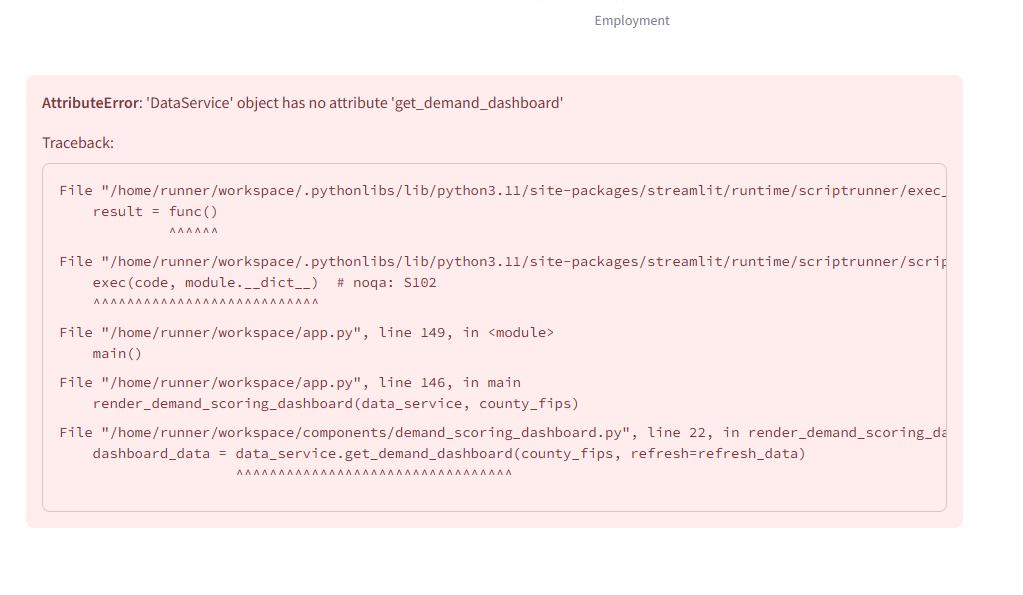 Employment
AttributeError: 'DataService' object has no attribute 'get_demand_dashboard'
Traceback:
File "/home/runner/workspace/.pythonlibs/lib/python3.11/site-packages/streamlit/runtime/scriptrunner/exec_
result = func()
^^^^^^
File "/home/runner/workspace/.pythonlibs/lib/python3.11/site-packages/streamlit/runtime/scriptrunner/scrip
exec(code, module.__dict__)  # noqa: S102
^^^^^^^^^^^^^^^^^^^^^^^^^^^
File "/home/runner/workspace/app.py", line 149, in <module>
main()
File "/home/runner/workspace/app.py", line 146, in main
render_demand_scoring_dashboard(data_service, county_fips)
File "/home/runner/workspace/components/demand_scoring_dashboard.py", line 22, in render_demand_scoring_da
dashboard_data = data_service.get_demand_dashboard(county_fips, refresh=refresh_data)
^^^^^^^^^^^^^^^^^^^^^^^^^^^^^^^^^